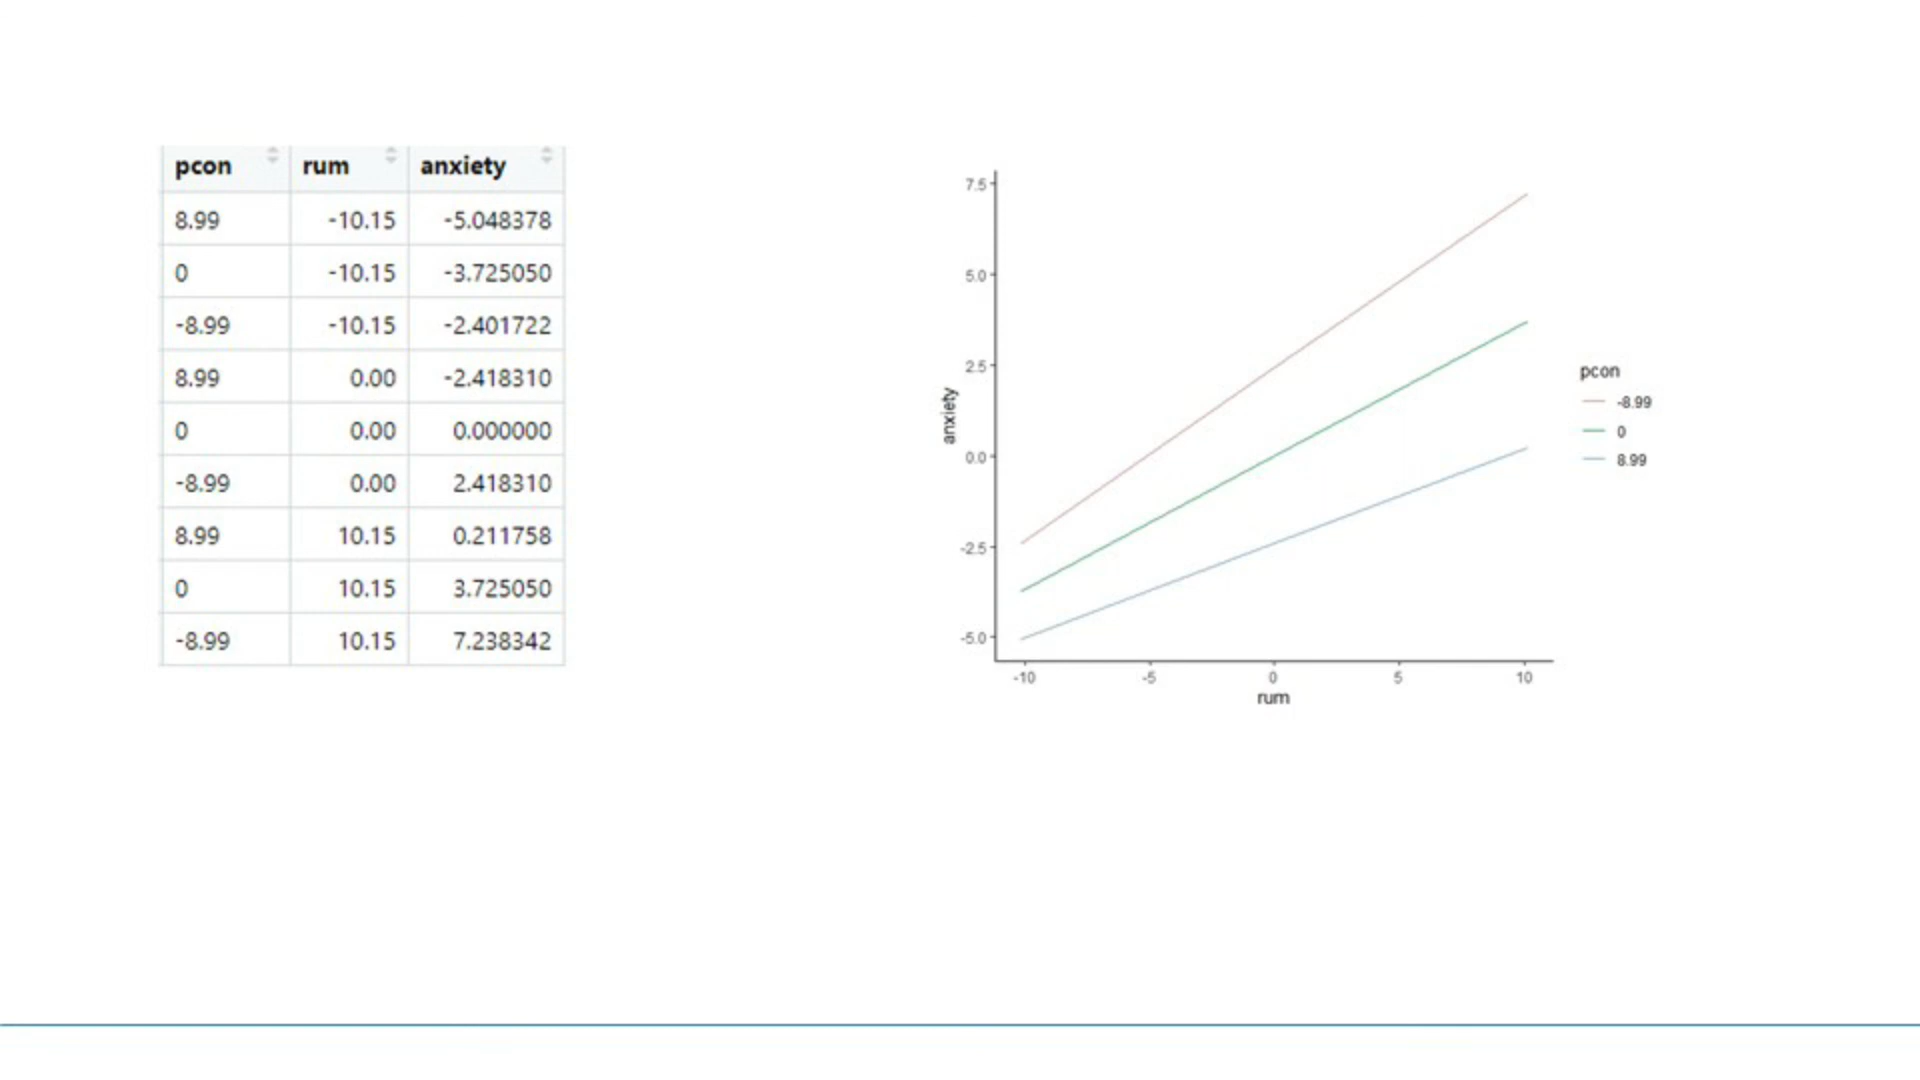 pcon rum anxiety
8.99 -10.15 -5.048378
0 -10.15 -3.725050
-8.99 -10.15 -2.401722
8.99 0.00 -2.418310
0 0.00 0.000000
-8.99 0.00 2.418310
8.99 10.15 0.211758
0 10.15 3.725050
-8.99 10.15 7.238342
7.5
5.0
2.5
0.0
-2.5
-5.0
anxiety
-10 -5 0 5 10
rum
pcon
-8.99
0
8.99